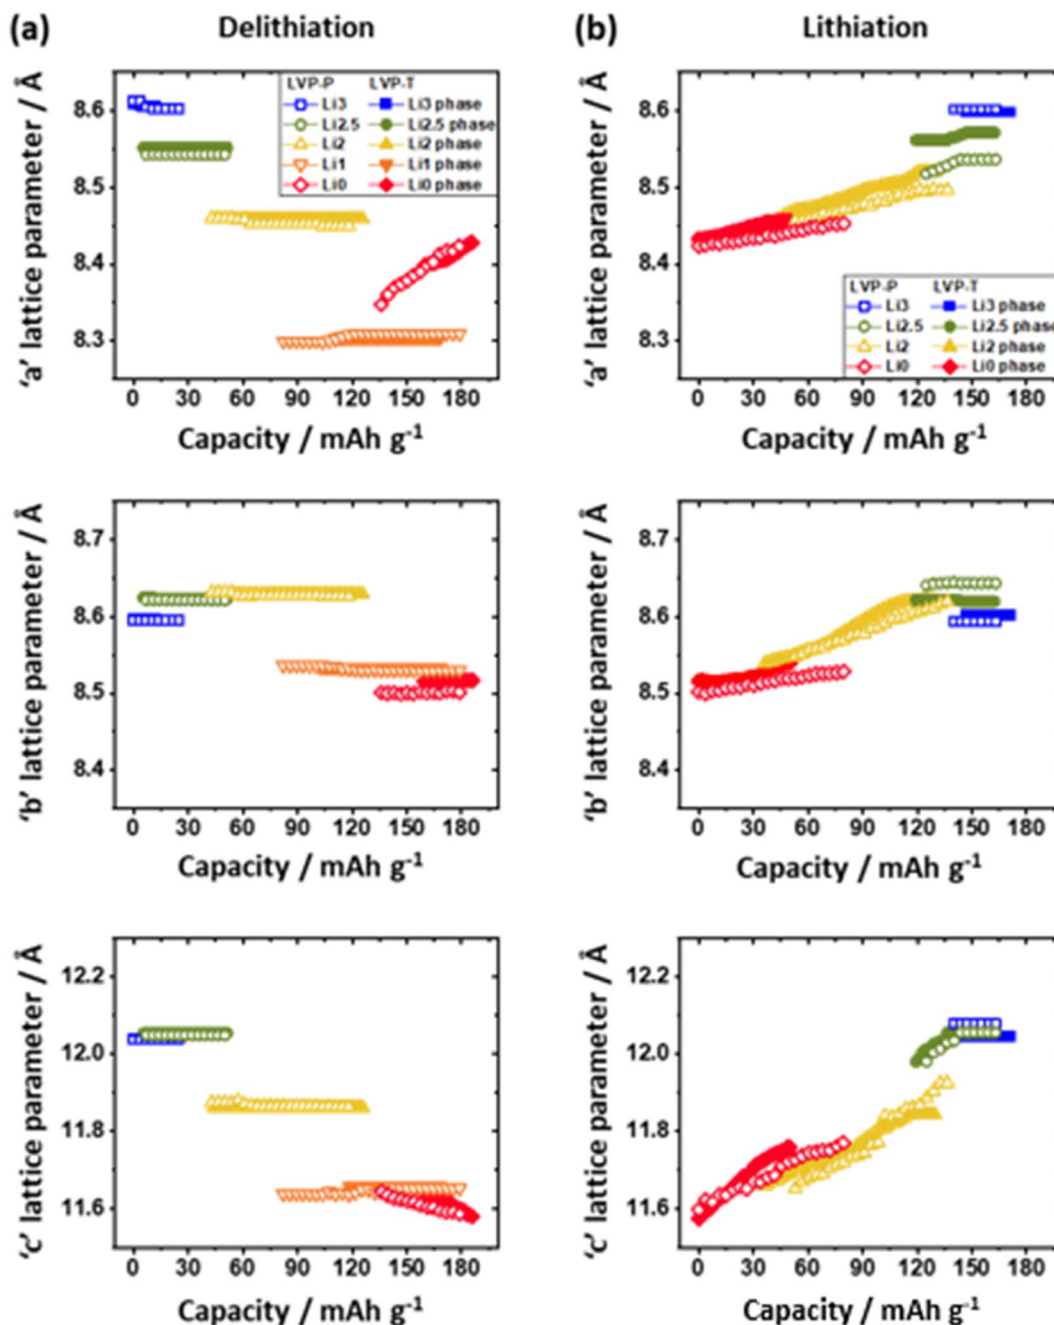 (a) Delithiation
'a' lattice parameter / Å
8.6
8.5
8.4
8.3
LVP-P LVP-T
Li3 Li3 phase
Li2.5 Li2.5 phase
Li2 Li2 phase
Li1 Li1 phase
Li0 Li0 phase
0 30 60 90 120 150 180
Capacity / mAh g⁻¹
(b) Lithiation
'a' lattice parameter / Å
8.6
8.5
8.4
8.3
LVP-P LVP-T
Li3 Li3 phase
Li2.5 Li2.5 phase
Li2 Li2 phase
Li0 Li0 phase
0 30 60 90 120 150 180
Capacity / mAh g⁻¹
'b' lattice parameter / Å
8.7
8.6
8.5
8.4
0 30 60 90 120 150 180
Capacity / mAh g⁻¹
'b' lattice parameter / Å
8.7
8.6
8.5
8.4
0 30 60 90 120 150 180
Capacity / mAh g⁻¹
'c' lattice parameter / Å
12.2
12.0
11.8
11.6
0 30 60 90 120 150 180
Capacity / mAh g⁻¹
'c' lattice parameter / Å
12.2
12.0
11.8
11.6
0 30 60 90 120 150 180
Capacity / mAh g⁻¹